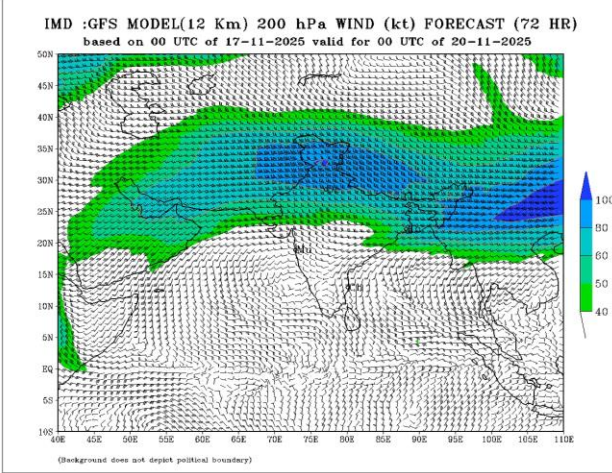 IMD :GFS MODEL(12 Km) 200 hPa WIND (kt) FORECAST (72 HR)
based on 00 UTC of 17-11-2025 valid for 00 UTC of 20-11-2025
50N
45N
40N
35N
30N
25N
20N
15N
10N
5N
EQ
5S
10S
40E 45E 50E 55E 60E 65E 70E 75E 80E 85E 90E 95E 100E 105E 110E
Mu
100
80
60
40
(Background does not depict political boundary)